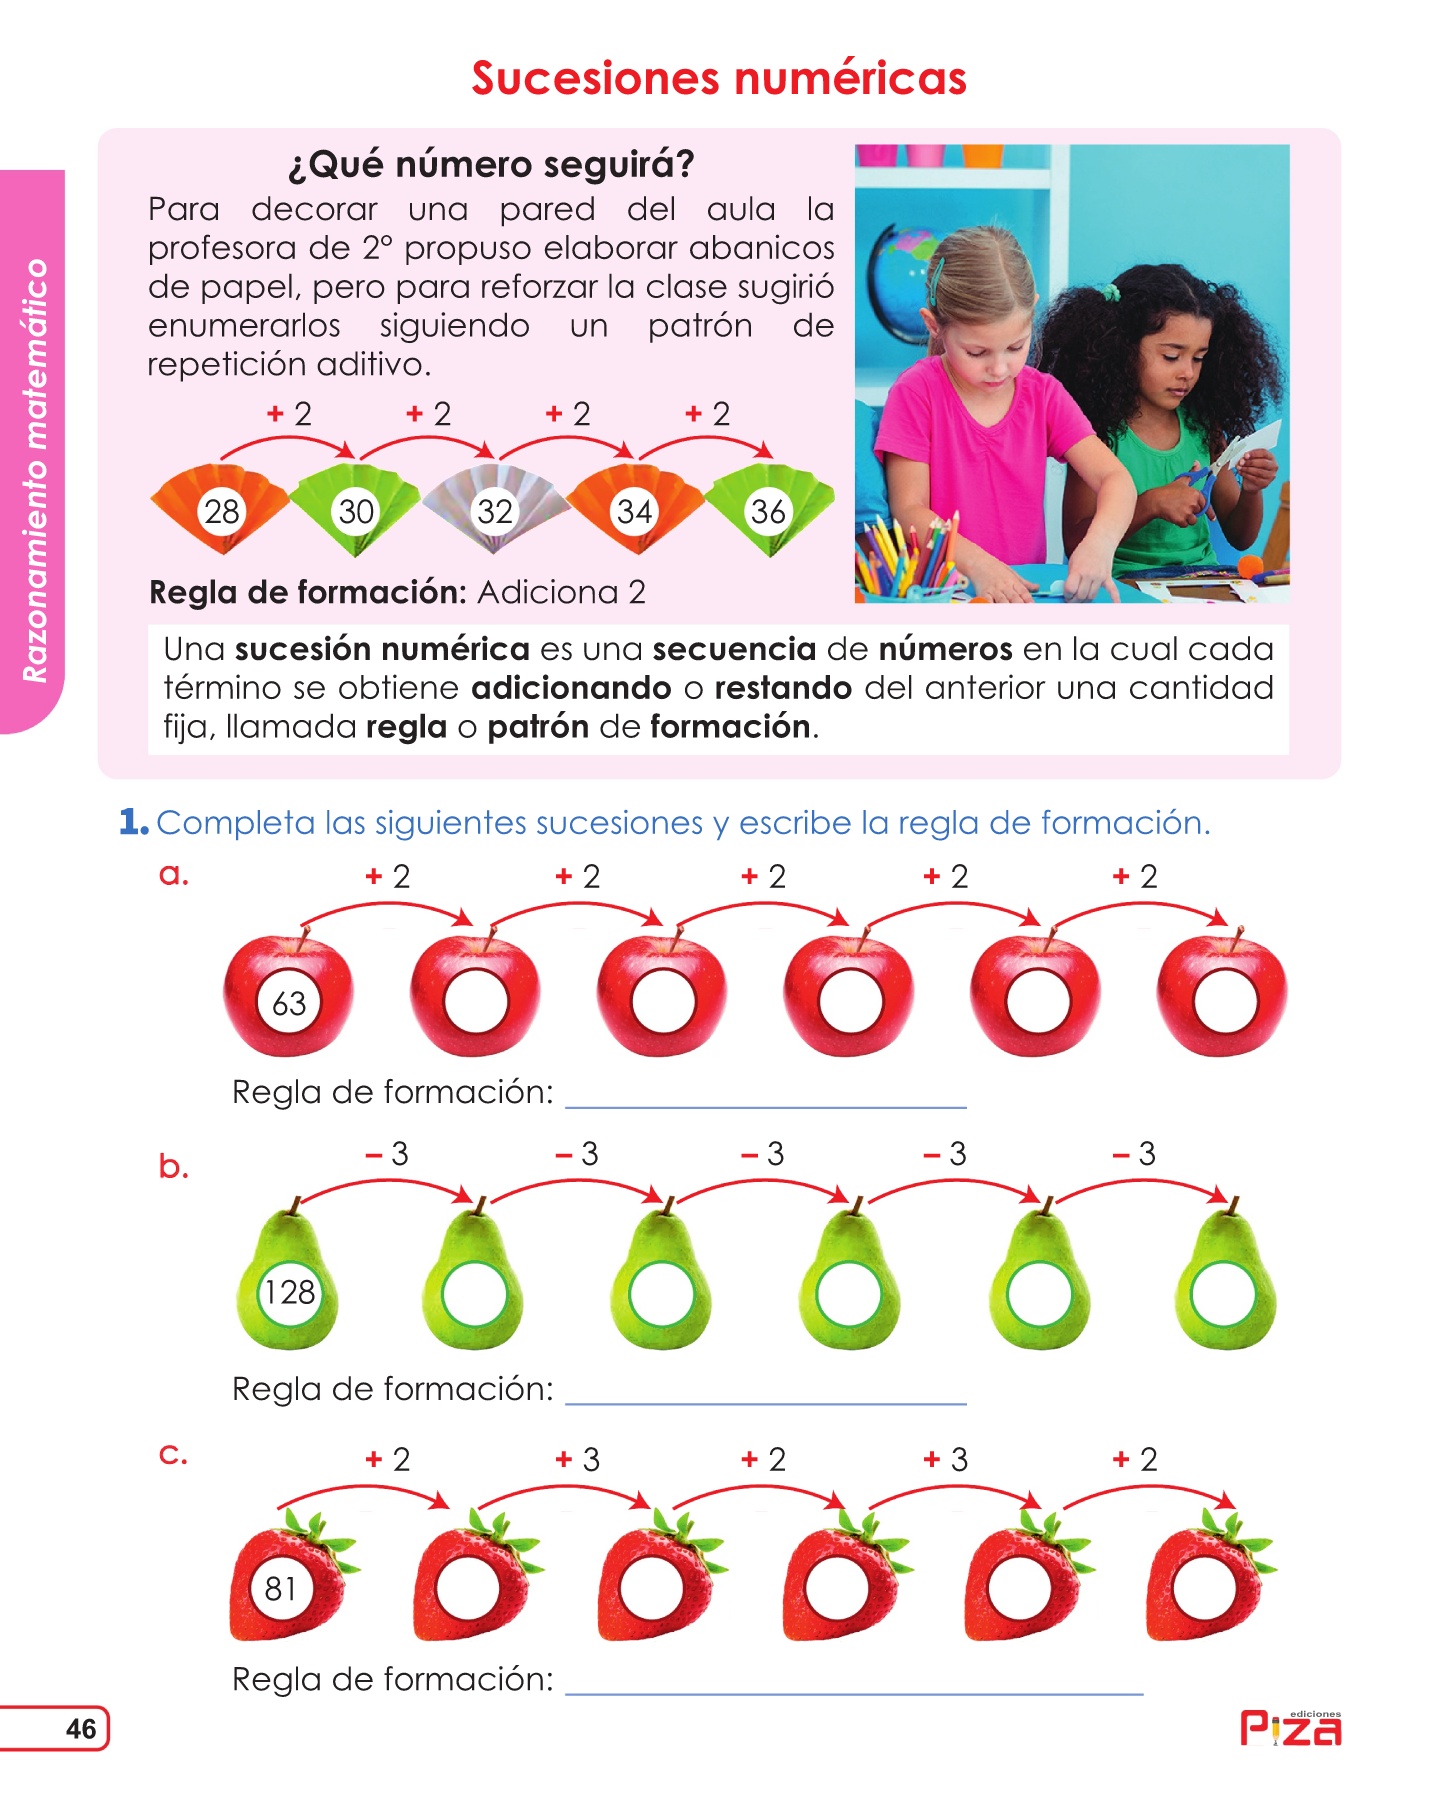 Sucesiones numéricas
Razonamiento matemático
¿Qué número seguirá?
Para decorar una pared del aula la
profesora de 2º propuso elaborar abanicos
de papel, pero para reforzar la clase sugirió
enumerarlos siguiendo un patrón de
repetición aditivo.
+ 2 + 2 + 2 + 2
28 30 32 34 36
Regla de formación: Adiciona 2
Una sucesión numérica es una secuencia de números en la cual cada
término se obtiene adicionando o restando del anterior una cantidad
fija, llamada regla o patrón de formación.
1. Completa las siguientes sucesiones y escribe la regla de formación.
a. + 2 + 2 + 2 + 2 + 2
63
Regla de formación:
b. – 3 – 3 – 3 – 3 – 3
128
Regla de formación:
c. + 2 + 3 + 2 + 3 + 2
81
Regla de formación:
46
ediciones
Piza